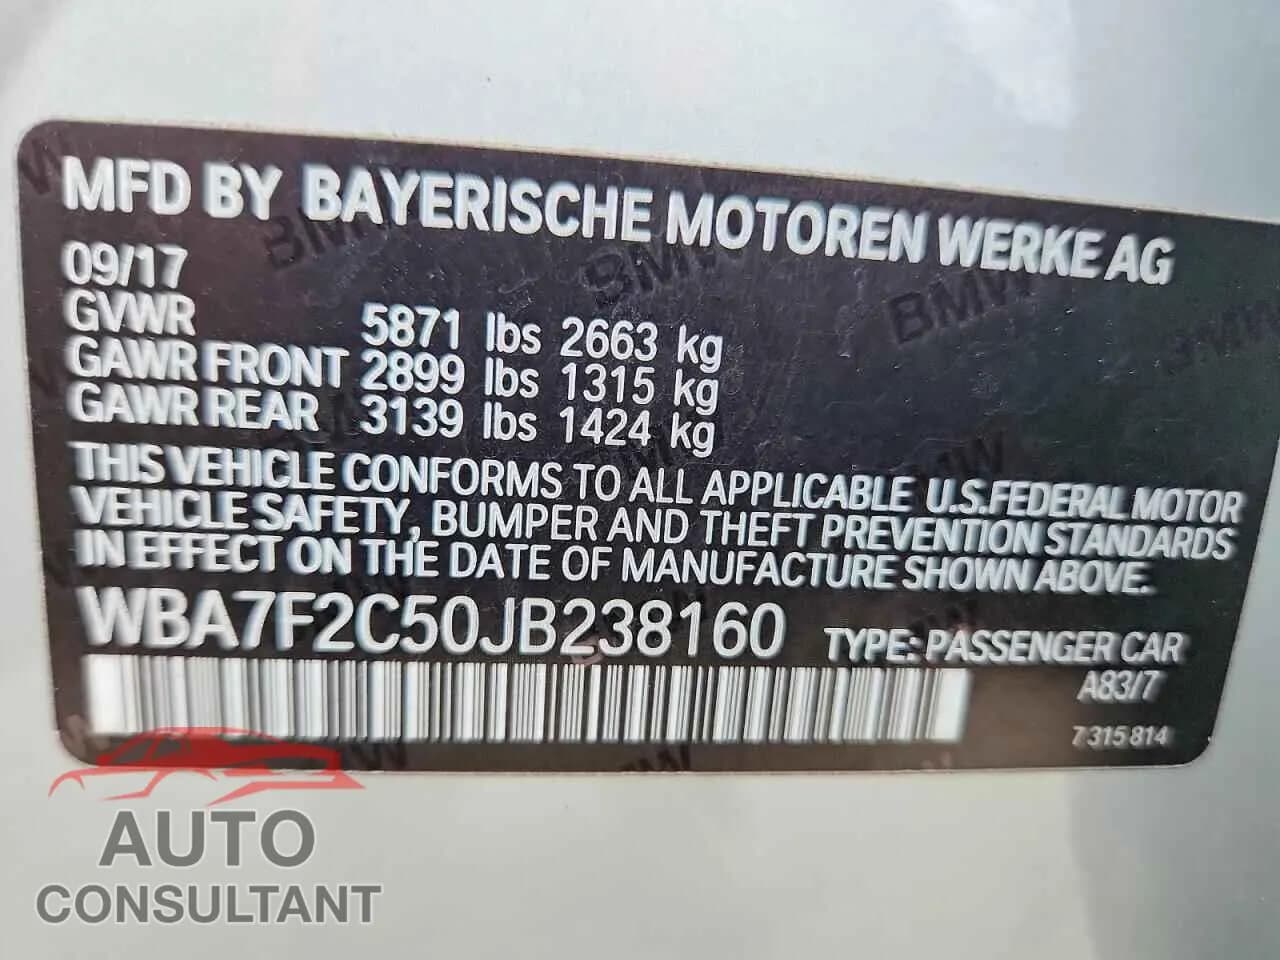 MFD BY BAYERISCHE MOTOREN WERKE AG
09/17
GVWR 5871 lbs 2663 kg
GAWR FRONT 2899 lbs 1315 kg
GAWR REAR 3139 lbs 1424 kg
THIS VEHICLE CONFORMS TO ALL APPLICABLE U.S.FEDERAL MOTOR
VEHICLE SAFETY, BUMPER AND THEFT PREVENTION STANDARDS
IN EFFECT ON THE DATE OF MANUFACTURE SHOWN ABOVE.
WBA7F2C50JB238160 TYPE: PASSENGER CAR
A83/7
7 315 814
AUTO
CONSULTANT